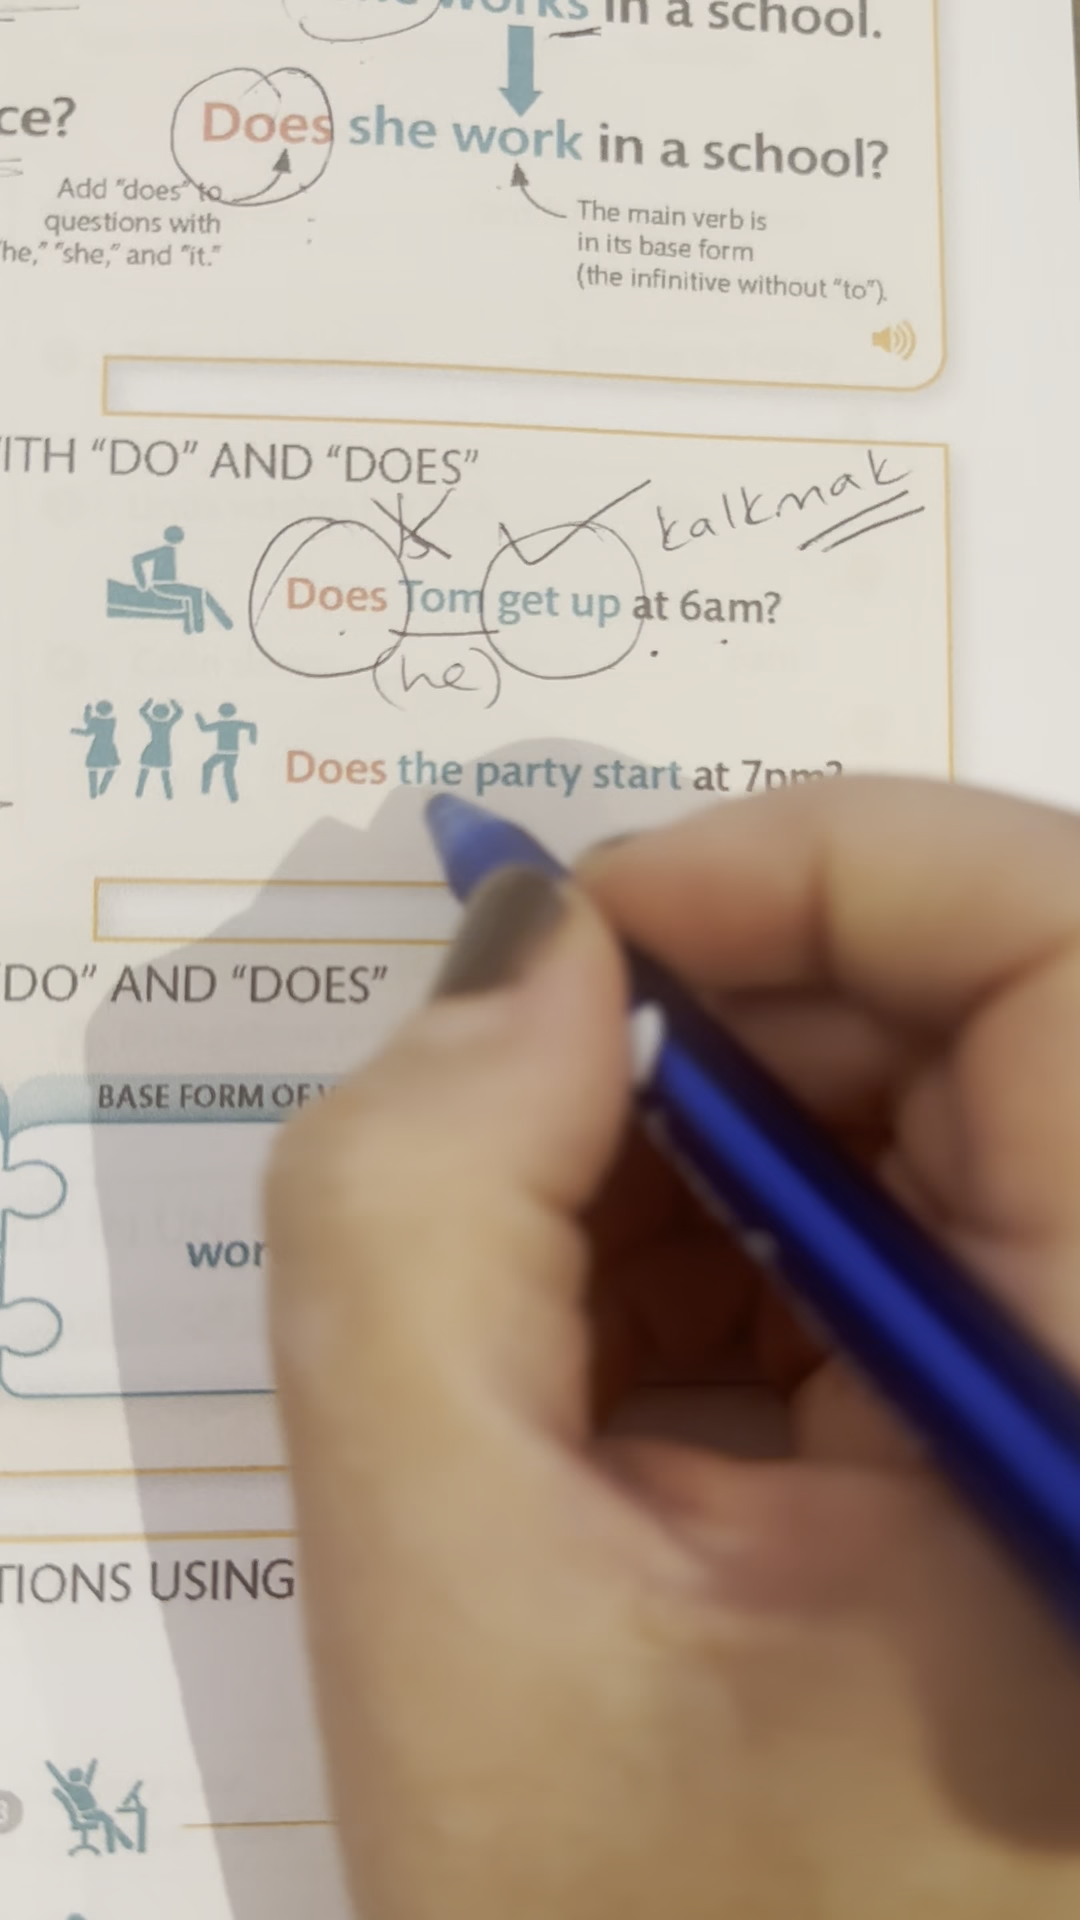 works in a school.
ce?
Does she work in a school?
Add "does" to
questions with
"he," "she," and "it."
The main verb is
in its base form
(the infinitive without "to").
ITH "DO" AND "DOES"
kalkmak
Does Tom get up at 6am?
(he)
Does the party start at 7pm?
"DO" AND "DOES"
BASE FORM OF
wor
TIONS USING